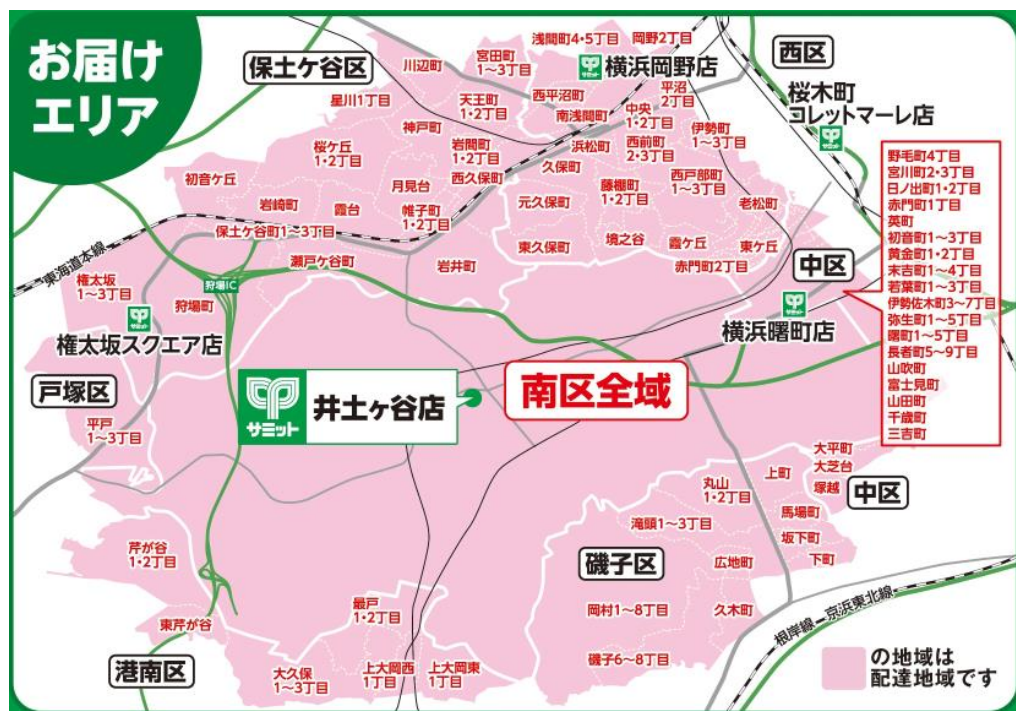 お届け
エリア
保土ケ谷区
川辺町
宮田町
1〜3丁目
浅間町4・5丁目
岡野2丁目
サミット
横浜岡野店
西区
桜木町
コレットマーレ店
サミット
星川1丁目
天王町
1・2丁目
西平沼町
平沼
2丁目
南浅間町
中央
1・2丁目
伊勢町
1〜3丁目
神戸町
桜ケ丘
1・2丁目
岩間町
1・2丁目
浜松町
西前町
2・3丁目
初音ケ丘
月見台
西久保町
久保町
藤棚町
1・2丁目
西戸部町
1〜3丁目
岩崎町
霞台
帷子町
1・2丁目
元久保町
老松町
保土ケ谷町1〜3丁目
東久保町
境之谷
霞ケ丘
東ケ丘
瀬戸ケ谷町
岩井町
赤門町2丁目
中区
東海道本線
野毛町4丁目
宮川町2・3丁目
日ノ出町1・2丁目
赤門町1丁目
英町
初音町1〜3丁目
黄金町1・2丁目
末吉町1〜4丁目
若葉町1〜3丁目
伊勢佐木町3〜7丁目
弥生町1〜5丁目
曙町1〜5丁目
長者町5〜9丁目
山吹町
富士見町
山田町
千歳町
三吉町
権太坂
1〜3丁目
狩場IC
狩場町
サミット
権太坂スクエア店
サミット
横浜曙町店
戸塚区
サミット
井土ヶ谷店
南区全域
平戸
1〜3丁目
大平町
大芝台
上町
塚越
中区
丸山
1・2丁目
馬場町
滝頭1〜3丁目
坂下町
下町
芹が谷
1・2丁目
磯子区
広地町
最戸
1・2丁目
岡村1〜8丁目
久木町
東芹が谷
根岸線・京浜東北線
港南区
大久保
1〜3丁目
上大岡西
1丁目
上大岡東
1丁目
磯子6〜8丁目
の地域は
配達地域です